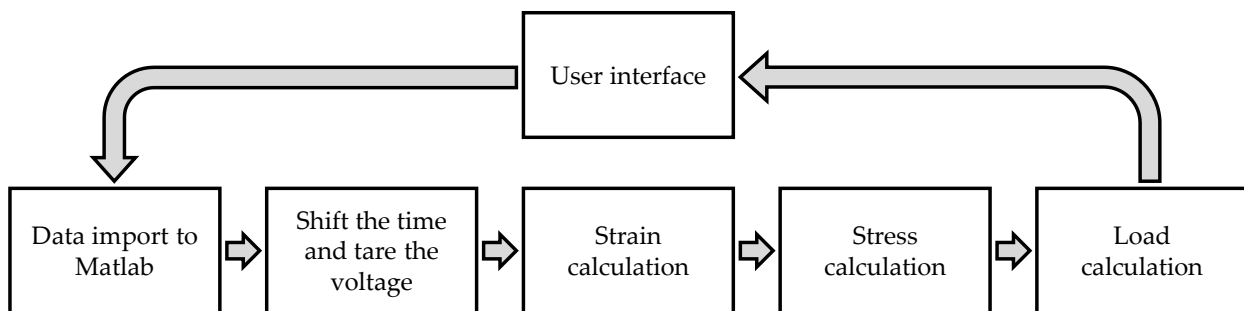 User interface
Data import to
Matlab
Shift the time
and tare the
voltage
Strain
calculation
Stress
calculation
Load
calculation